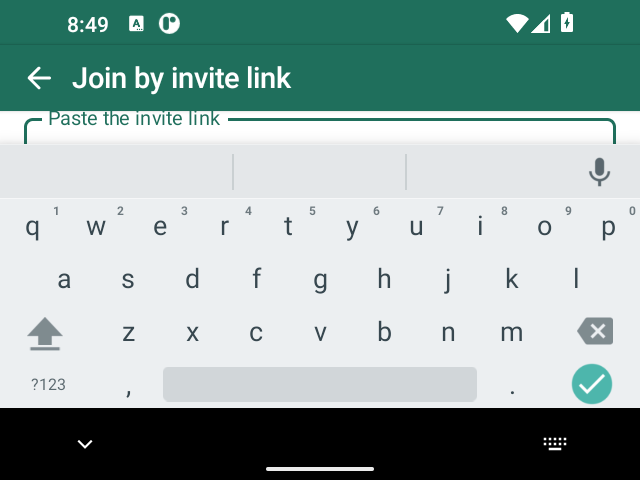 8:49
Join by invite link
Paste the invite link
q 1 w 2 e 3 r 4 t 5 y 6 u 7 i 8 o 9 p 0
a s d f g h j k l
z x c v b n m
?123 , .